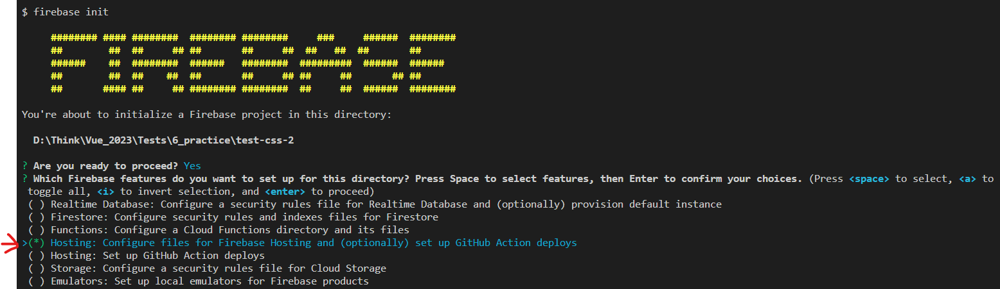 $ firebase init
######## #### ########  ######## ########     ###     ######  ########
##        ##  ##     ## ##       ##     ##  ##   ##  ##       ##
######    ##  ########  ######   ########  #########  ######  ######
##        ##  ##    ##  ##       ##     ## ##     ##       ## ##
##       #### ##     ## ######## ########  ##     ##  ######  ########
You're about to initialize a Firebase project in this directory:
D:\Think\Vue_2023\Tests\6_practice\test-css-2
? Are you ready to proceed? Yes
? Which Firebase features do you want to set up for this directory? Press Space to select features, then Enter to confirm your choices. (Press <space> to select, <a> to
toggle all, <i> to invert selection, and <enter> to proceed)
( ) Realtime Database: Configure a security rules file for Realtime Database and (optionally) provision default instance
( ) Firestore: Configure security rules and indexes files for Firestore
( ) Functions: Configure a Cloud Functions directory and its files
>(*) Hosting: Configure files for Firebase Hosting and (optionally) set up GitHub Action deploys
( ) Hosting: Set up GitHub Action deploys
( ) Storage: Configure a security rules file for Cloud Storage
( ) Emulators: Set up local emulators for Firebase products